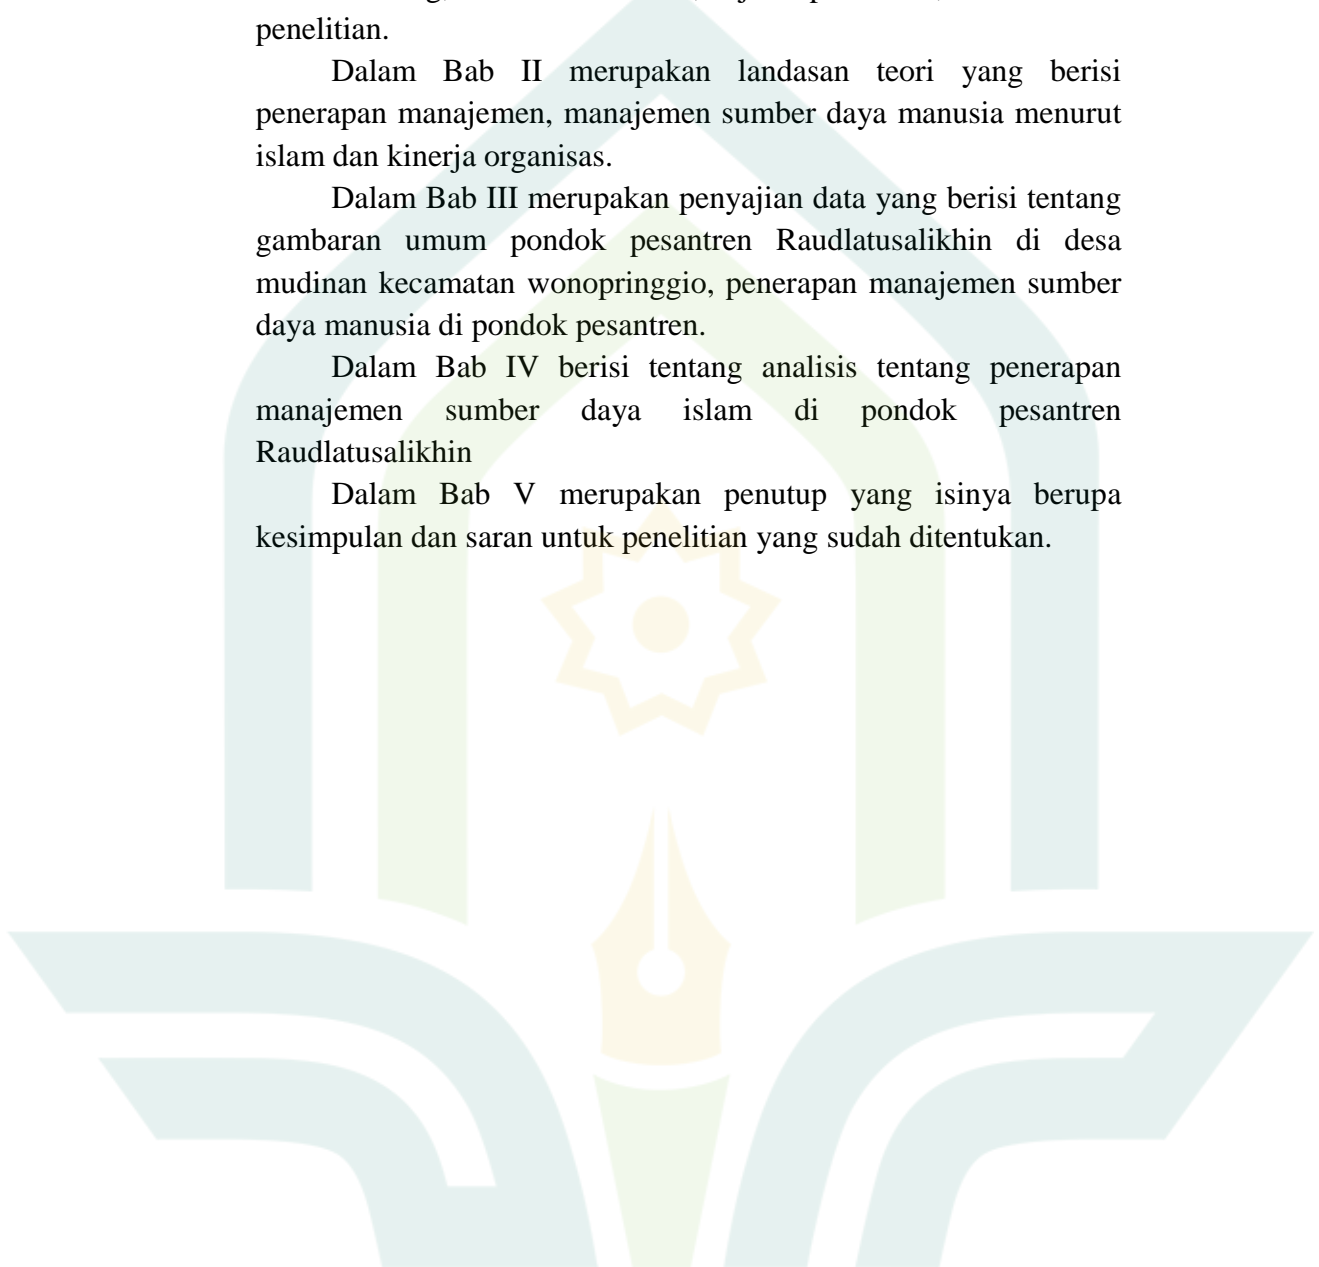 penelitian.
Dalam Bab II merupakan landasan teori yang berisi
penerapan manajemen, manajemen sumber daya manusia menurut
islam dan kinerja organisas.
Dalam Bab III merupakan penyajian data yang berisi tentang
gambaran umum pondok pesantren Raudlatusalikhin di desa
mudinan kecamatan wonopringgio, penerapan manajemen sumber
daya manusia di pondok pesantren.
Dalam Bab IV berisi tentang analisis tentang penerapan
manajemen sumber daya islam di pondok pesantren
Raudlatusalikhin
Dalam Bab V merupakan penutup yang isinya berupa
kesimpulan dan saran untuk penelitian yang sudah ditentukan.